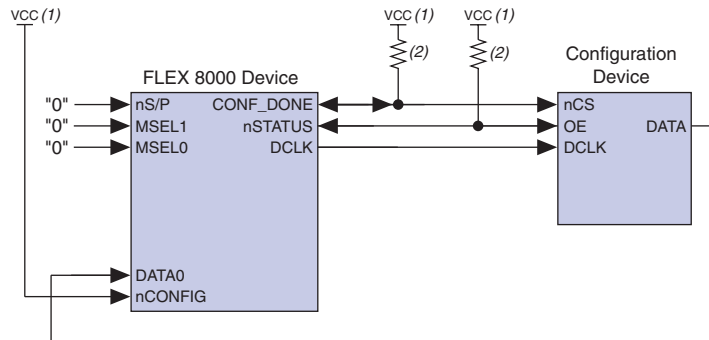 VCC (1)
VCC (1)
VCC (1)
(2)
(2)
Configuration
Device
FLEX 8000 Device
"0"
nS/P
CONF_DONE
nCS
"0"
MSEL1
nSTATUS
OE
DATA
"0"
MSEL0
DCLK
DCLK
DATA0
nCONFIG